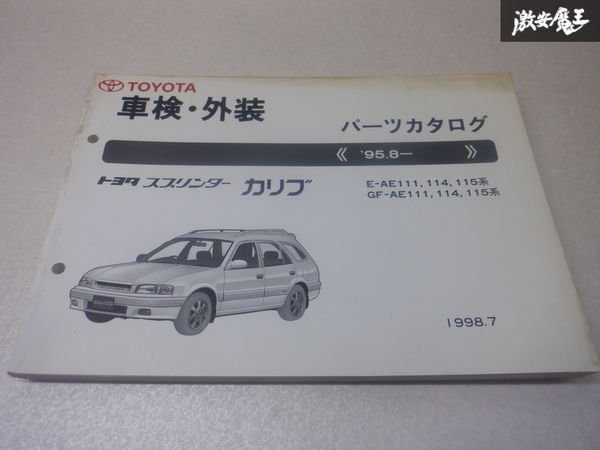 激安魔王
TOYOTA
車検・外装
パーツカタログ
《 '95.8— 》
トヨタ スプリンター カリブ
E-AE111, 114, 115系
GF-AE111, 114, 115系
1998.7